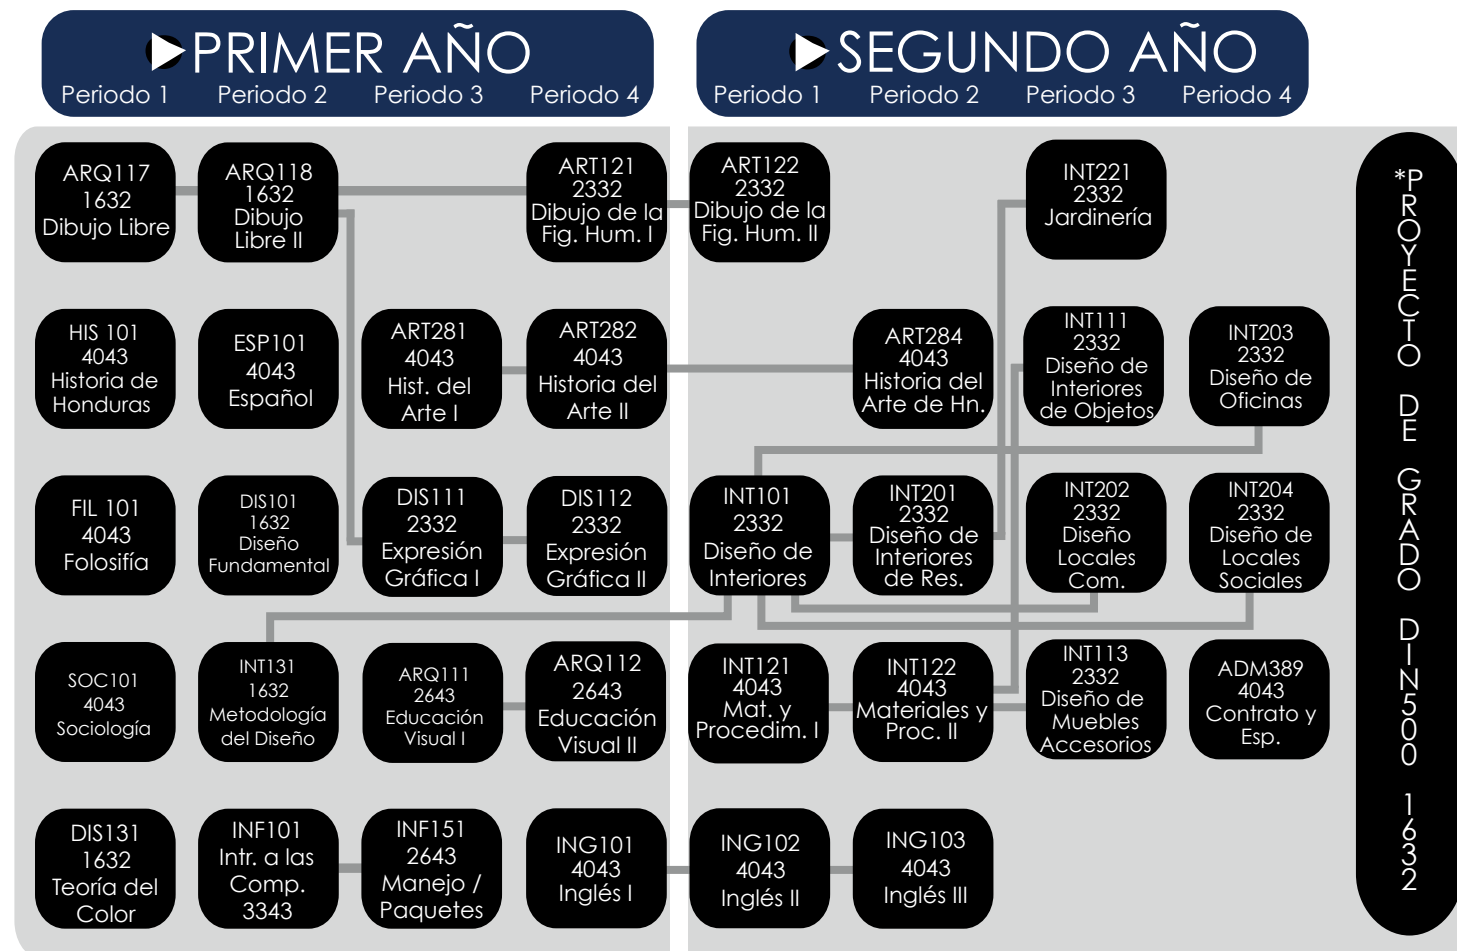 PRIMER AÑO
Periodo 1 Periodo 2 Periodo 3 Periodo 4
SEGUNDO AÑO
Periodo 1 Periodo 2 Periodo 3 Periodo 4
ARQ117
1632
Dibujo Libre
ARQ118
1632
Dibujo
Libre II
ART121
2332
Dibujo de la
Fig. Hum. I
ART122
2332
Dibujo de la
Fig. Hum. II
INT221
2332
Jardinería
HIS 101
4043
Historia de
Honduras
ESP101
4043
Español
ART281
4043
Hist. del
Arte I
ART282
4043
Historia del
Arte II
ART284
4043
Historia del
Arte de Hn.
INT111
2332
Diseño de
Interiores
de Objetos
INT203
2332
Diseño de
Oficinas
FIL 101
4043
Folosifía
DIS101
1632
Diseño
Fundamental
DIS111
2332
Expresión
Gráfica I
DIS112
2332
Expresión
Gráfica II
INT101
2332
Diseño de
Interiores
INT201
2332
Diseño de
Interiores
de Res.
INT202
2332
Diseño
Locales
Com.
INT204
2332
Diseño de
Locales
Sociales
SOC101
4043
Sociología
INT131
1632
Metodología
del Diseño
ARQ111
2643
Educación
Visual I
ARQ112
2643
Educación
Visual II
INT121
4043
Mat. y
Procedim. I
INT122
4043
Materiales y
Proc. II
INT113
2332
Diseño de
Muebles
Accesorios
ADM389
4043
Contrato y
Esp.
DIS131
1632
Teoría del
Color
INF101
Intr. a las
Comp.
3343
INF151
2643
Manejo /
Paquetes
ING101
4043
Inglés I
ING102
4043
Inglés II
ING103
4043
Inglés III
*PROYECTO DE GRADO DIN500 1632